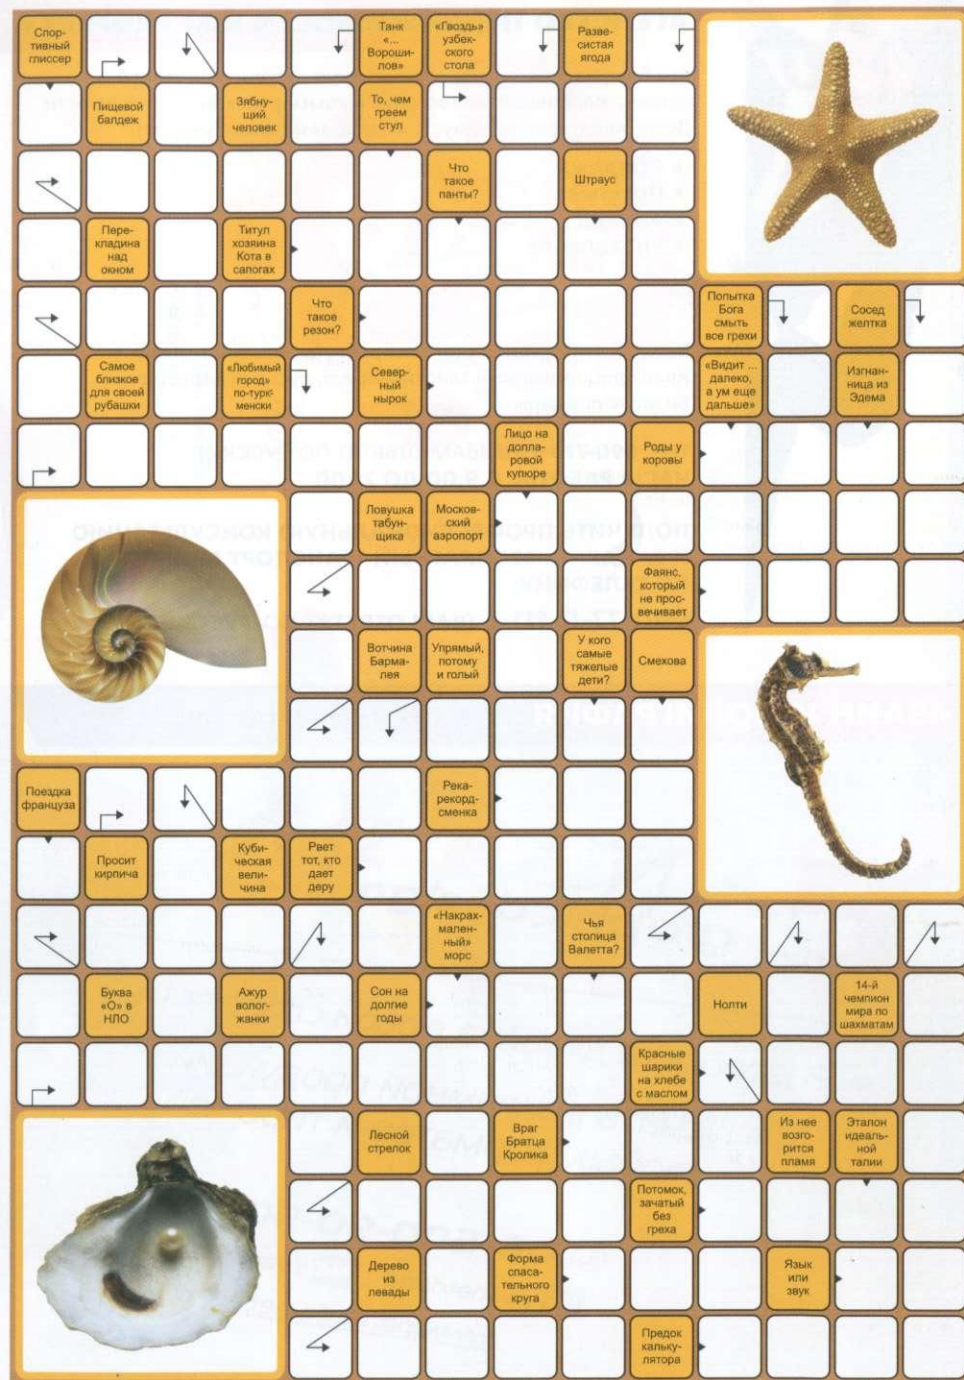 Спор-
тивный
глиссер
Танк
«...
Вороши-
лов»
«Гвоздь»
узбек-
ского
стола
Разве-
систая
ягода
Пищевой
балдеж
Зябну-
щий
человек
То, чем
греем
стул
Что
такое
панты?
Штраус
Пере-
кладина
над
окном
Титул
хозяина
Кота в
сапогах
Что
такое
резон?
Попытка
Бога
смыть
все грехи
Сосед
желтка
Самое
близкое
для своей
рубашки
«Любимый
город»
по-турк-
менски
Север-
ный
нырок
«Видит ...
далеко,
а ум еще
дальше»
Изгнан-
ница из
Эдема
Лицо на
долла-
ровой
купюре
Роды у
коровы
Ловушка
табун-
щика
Москов-
ский
аэропорт
Фаянс,
который
не прос-
вечивает
Вотчина
Барма-
лея
Упрямый,
потому
и голый
У кого
самые
тяжелые
дети?
Смехова
Поездка
француза
Река-
рекорд-
сменка
Просит
кирпича
Куби-
ческая
вели-
чина
Рвет
тот, кто
дает
деру
«Накрах-
мален-
ный»
морс
Чья
столица
Валетта?
Буква
«О» в
НЛО
Ажур
волог-
жанки
Сон на
долгие
годы
Нолти
14-й
чемпион
мира по
шахматам
Красные
шарики
на хлебе
с маслом
Лесной
стрелок
Враг
Братца
Кролика
Из нее
возго-
рится
пламя
Эталон
идеаль-
ной
талии
Потомок,
зачатый
без
греха
Дерево
из
левады
Форма
спаса-
тельного
круга
Язык
или
звук
Предок
кальку-
лятора